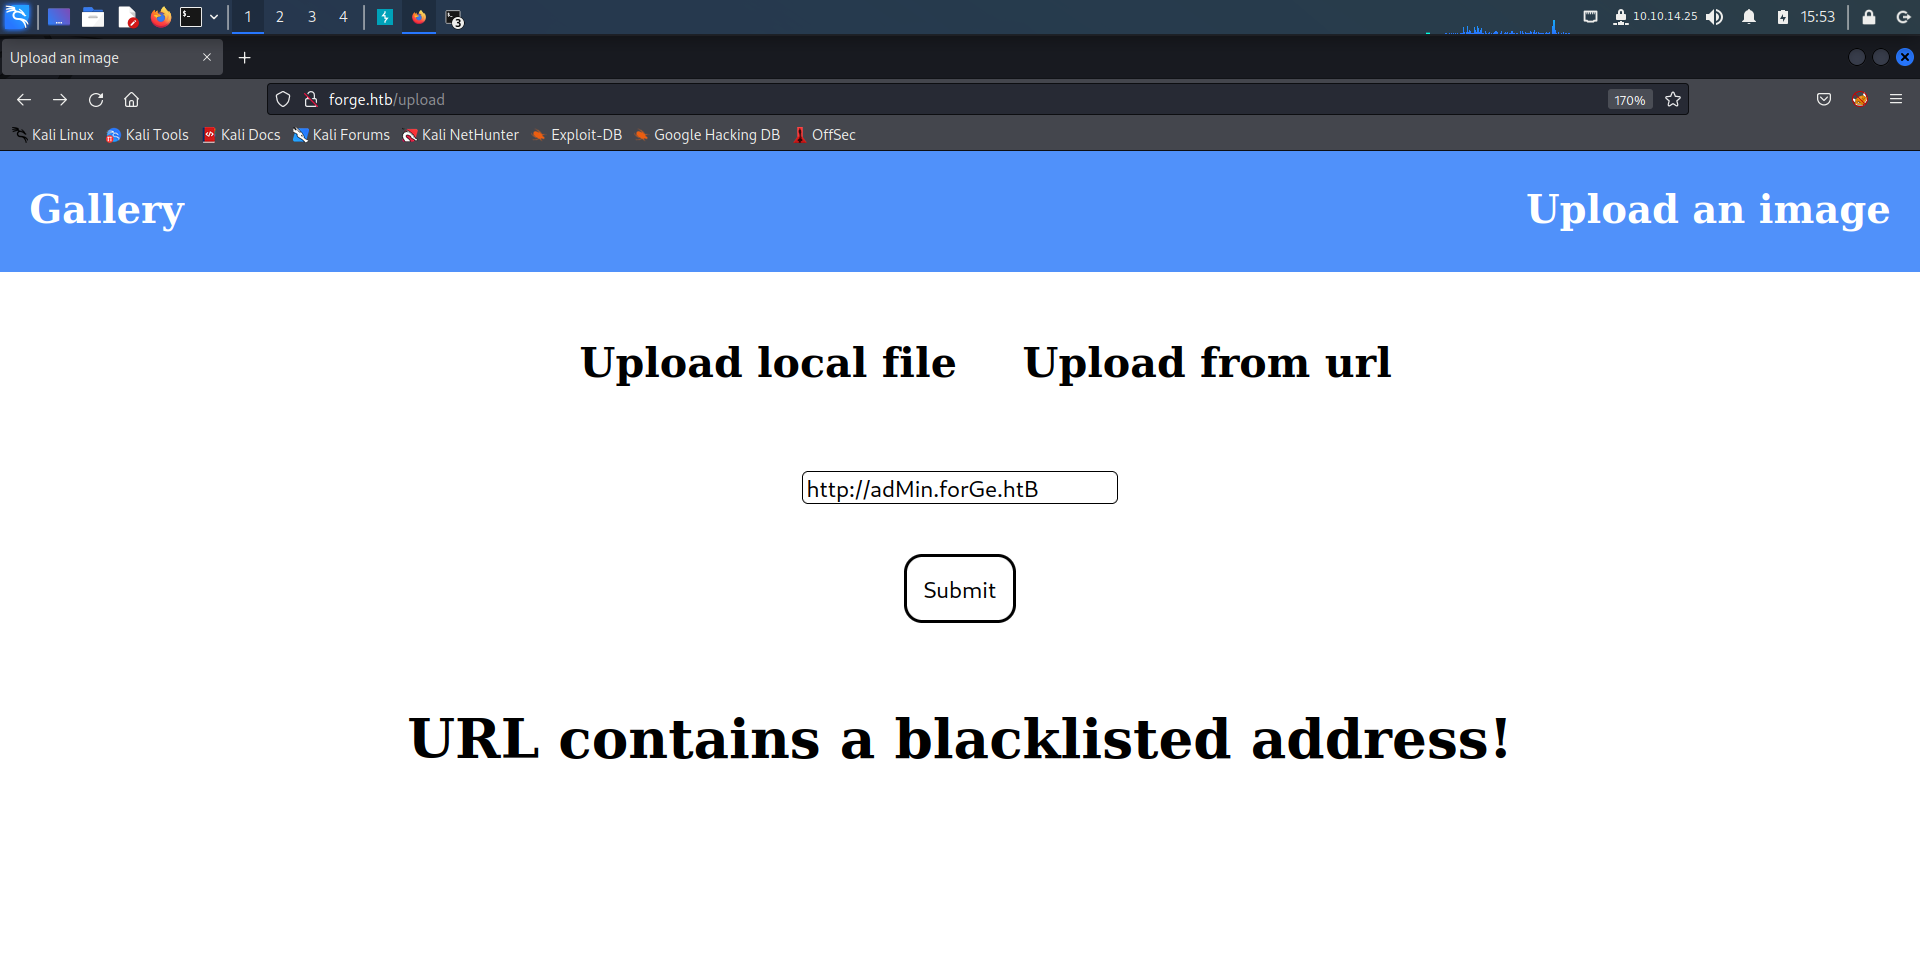 1 2 3 4 3 10.10.14.25 15:53
Upload an image
forge.htb/upload 170%
Kali Linux Kali Tools Kali Docs Kali Forums Kali NetHunter Exploit-DB Google Hacking DB OffSec
Gallery Upload an image
Upload local file Upload from url
http://adMin.forGe.htB
Submit
URL contains a blacklisted address!